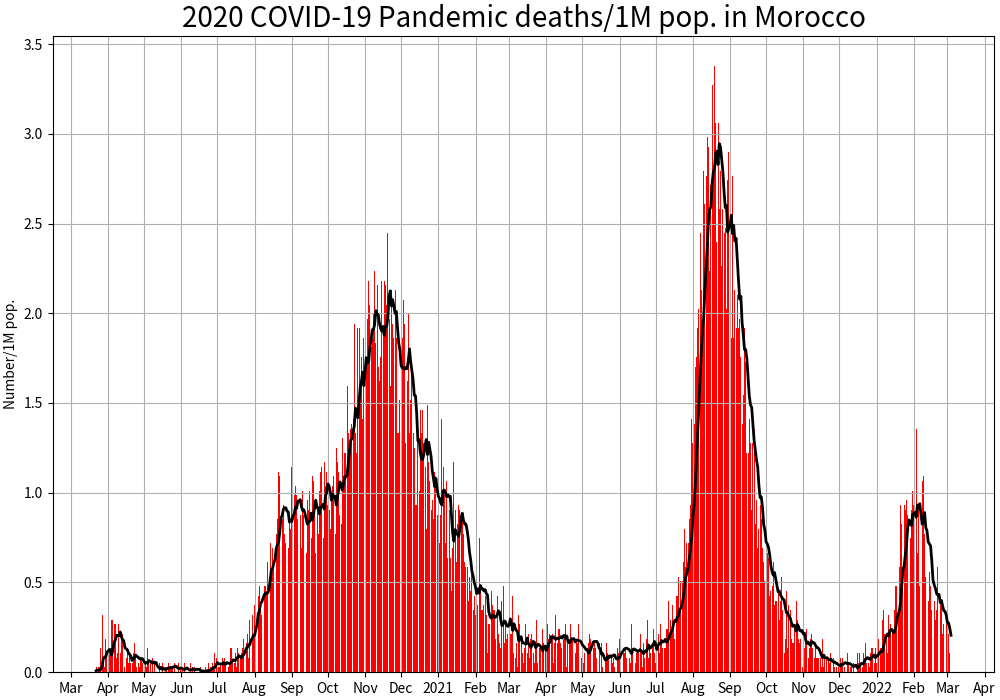 2020 COVID-19 Pandemic deaths/1M pop. in Morocco
Number/1M pop.
3.5
3.0
2.5
2.0
1.5
1.0
0.5
0.0
Mar Apr May Jun Jul Aug Sep Oct Nov Dec 2021 Feb Mar Apr May Jun Jul Aug Sep Oct Nov Dec 2022 Feb Mar Apr